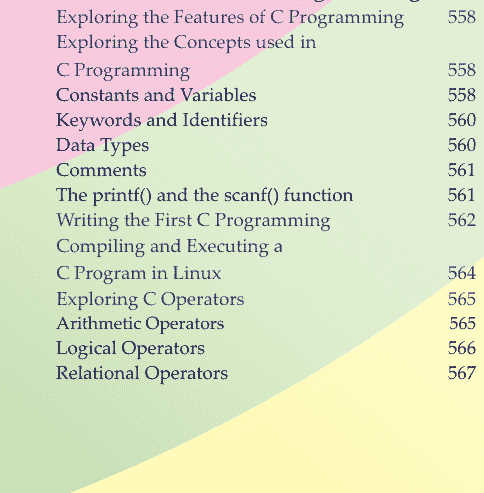 Exploring the Features of C Programming 558
Exploring the Concepts used in
C Programming 558
Constants and Variables 558
Keywords and Identifiers 560
Data Types 560
Comments 561
The printf() and the scanf() function 561
Writing the First C Programming 562
Compiling and Executing a
C Program in Linux 564
Exploring C Operators 565
Arithmetic Operators 565
Logical Operators 566
Relational Operators 567